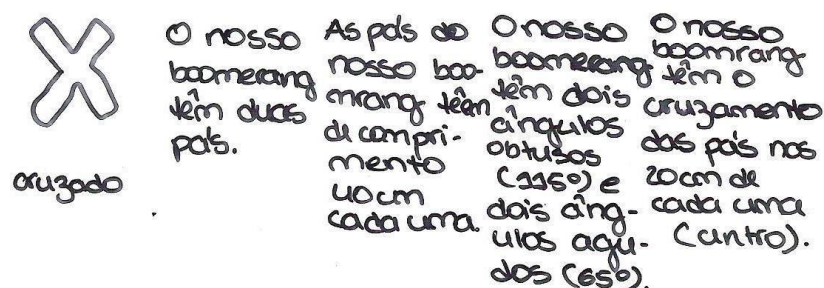 cruzado
O nosso
boomerang
têm duas
pás.
As pás do
nosso boo-
mrang têem
de compri-
mento
40cm
cada uma.
O nosso
boomerang
têm dois
ângulos
obtusos
(115º) e
dois âng-
ulos agu-
dos (65º).
O nosso
boomrang
têm o
cruzamento
das pás nos
20cm de
cada uma
(centro).